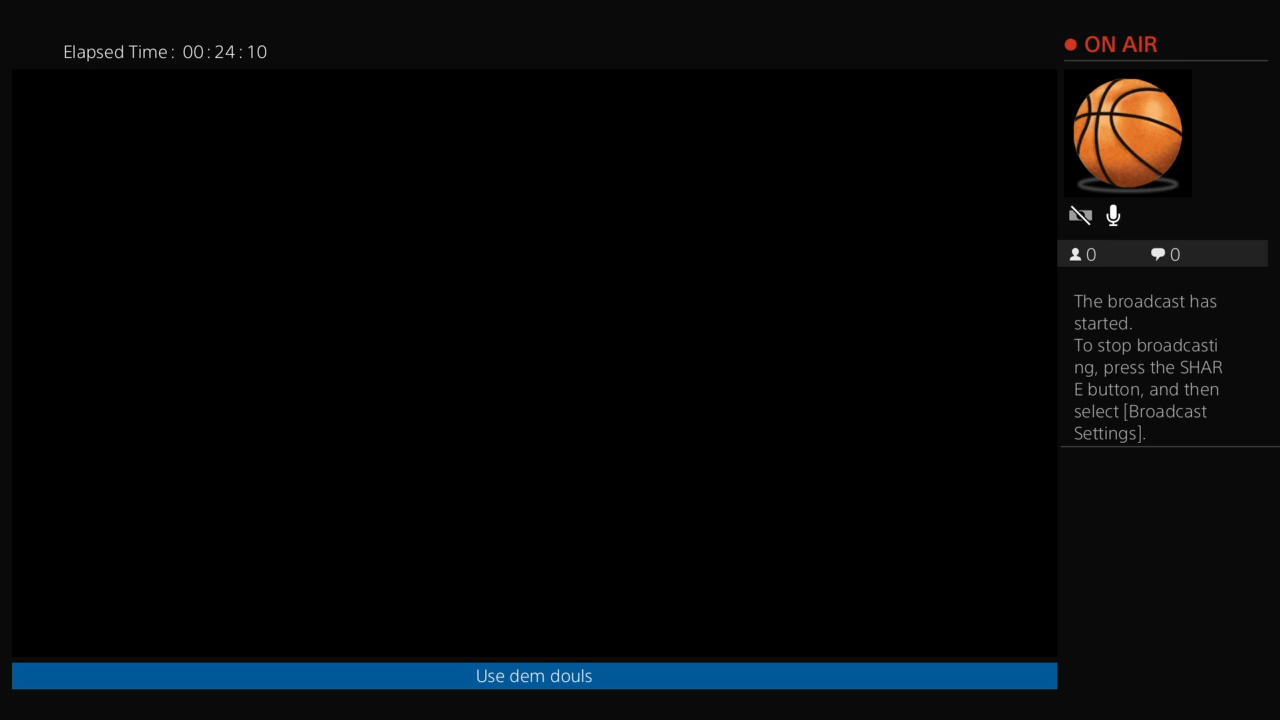 Elapsed Time: 00:24:10
ON AIR
0
0
The broadcast has
started.
To stop broadcasti
ng, press the SHAR
E button, and then
select [Broadcast
Settings].
Use dem douls